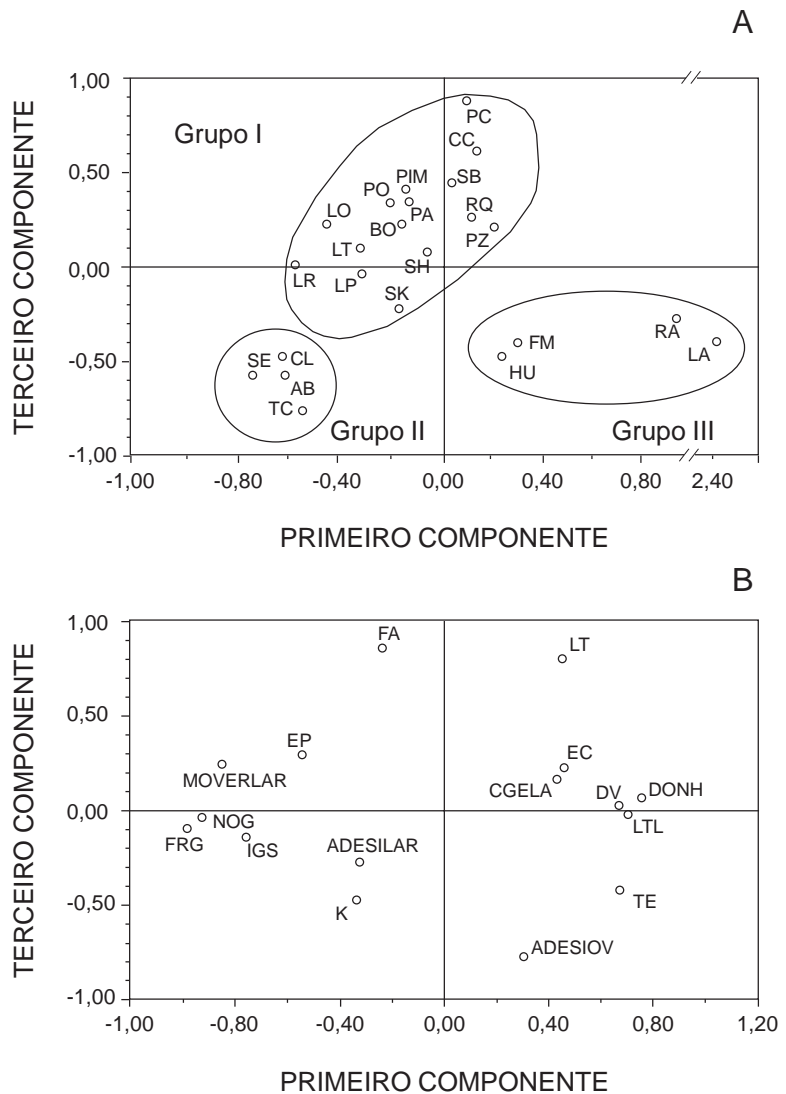 A
TERCEIRO COMPONENTE
1,00
0,50
0,00
-0,50
-1,00
Grupo I
PC
CC
SB
PIM
PO
PA
RQ
LO
BO
PZ
LT
SH
LR
LP
SK
SE
CL
AB
TC
Grupo II
FM
HU
RA
LA
Grupo III
-1,00 -0,80 -0,40 0,00 0,40 0,80 2,40
PRIMEIRO COMPONENTE
B
TERCEIRO COMPONENTE
1,00
0,50
0,00
-0,50
-1,00
FA
LT
EP
EC
MOVERLAR
CGELA
DV
DONH
NOG
LTL
FRG
IGS
ADESILAR
K
TE
ADESIOV
-1,00 -0,80 -0,40 0,00 0,40 0,80 1,20
PRIMEIRO COMPONENTE